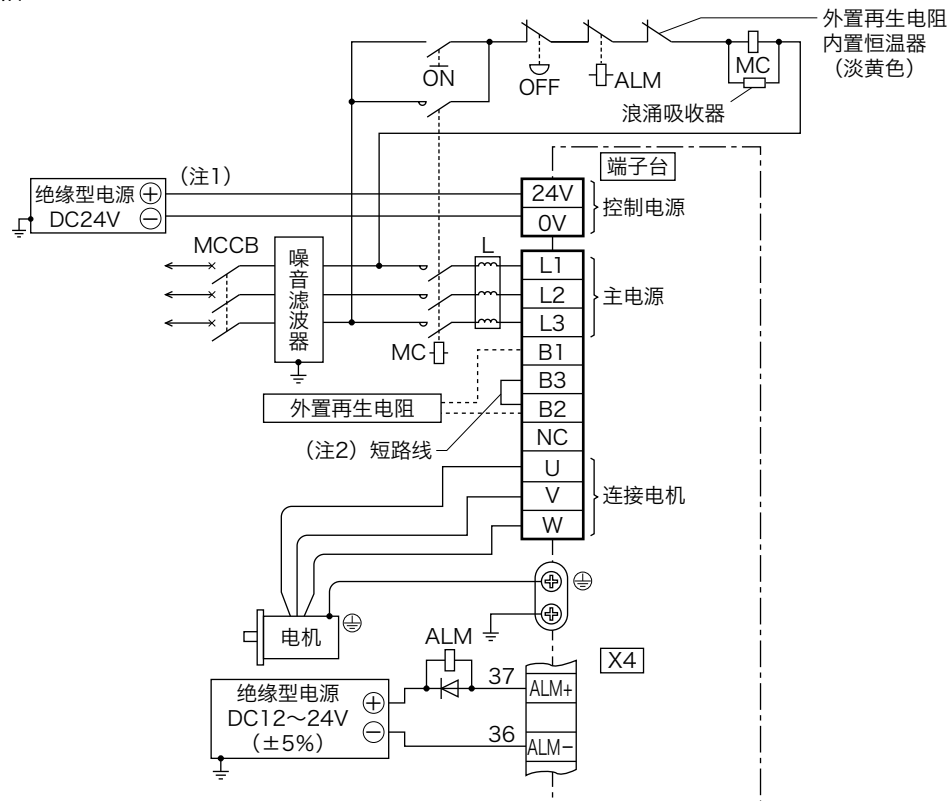 外置再生电阻
内置恒温器
（淡黄色）
ON
OFF
ALM
MC
浪涌吸收器
（注1）
端子台
绝缘型电源
DC24V
24V
0V
控制电源
MCCB
噪音滤波器
L
L1
L2
L3
主电源
MC
B1
B3
B2
NC
外置再生电阻
（注2）短路线
U
V
W
连接电机
电机
ALM
X4
37
ALM+
绝缘型电源
DC12～24V
（±5%）
36
ALM−